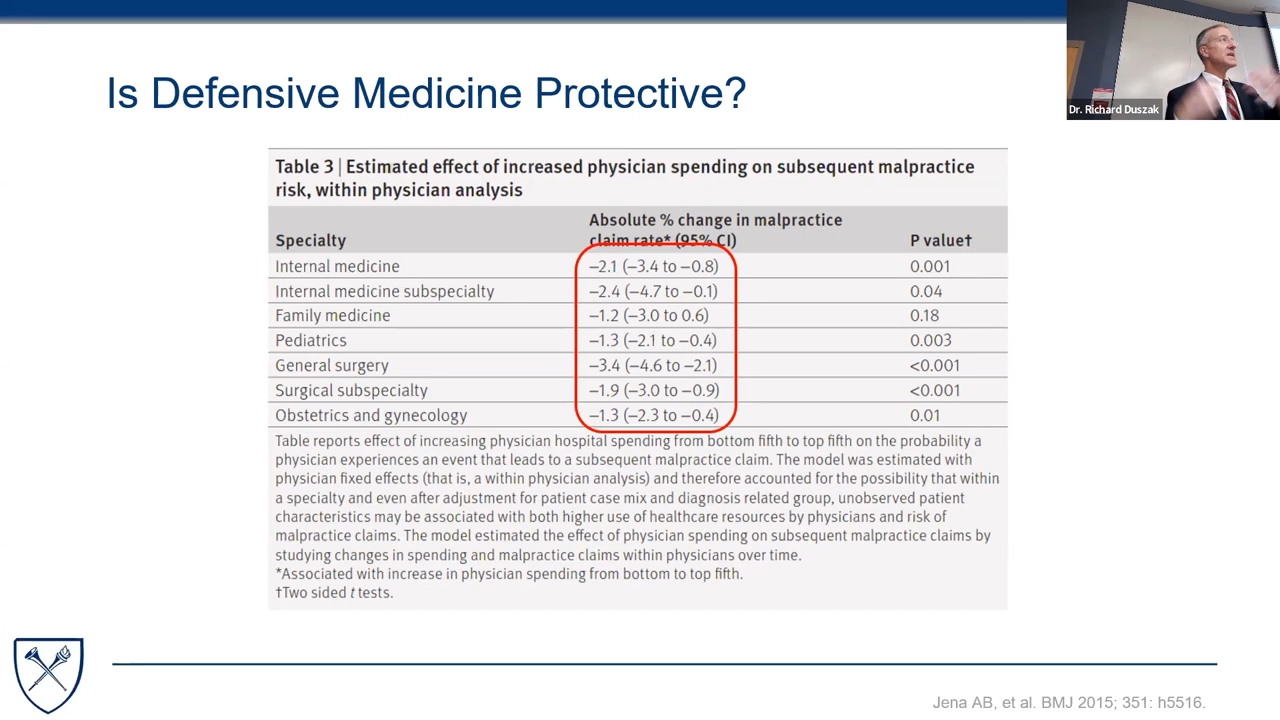 Dr. Richard Duszak
Is Defensive Medicine Protective?
Table 3 | Estimated effect of increased physician spending on subsequent malpractice
risk, within physician analysis
Specialty Absolute % change in malpractice claim rate* (95% CI) P value†
Internal medicine –2.1 (–3.4 to –0.8) 0.001
Internal medicine subspecialty –2.4 (–4.7 to –0.1) 0.04
Family medicine –1.2 (–3.0 to 0.6) 0.18
Pediatrics –1.3 (–2.1 to –0.4) 0.003
General surgery –3.4 (–4.6 to –2.1) <0.001
Surgical subspecialty –1.9 (–3.0 to –0.9) <0.001
Obstetrics and gynecology –1.3 (–2.3 to –0.4) 0.01
Table reports effect of increasing physician hospital spending from bottom fifth to top fifth on the probability a
physician experiences an event that leads to a subsequent malpractice claim. The model was estimated with
physician fixed effects (that is, a within physician analysis) and therefore accounted for the possibility that within
a specialty and even after adjustment for patient case mix and diagnosis related group, unobserved patient
characteristics may be associated with both higher use of healthcare resources by physicians and risk of
malpractice claims. The model estimated the effect of physician spending on subsequent malpractice claims by
studying changes in spending and malpractice claims within physicians over time.
*Associated with increase in physician spending from bottom to top fifth.
†Two sided t tests.
Jena AB, et al. BMJ 2015; 351: h5516.